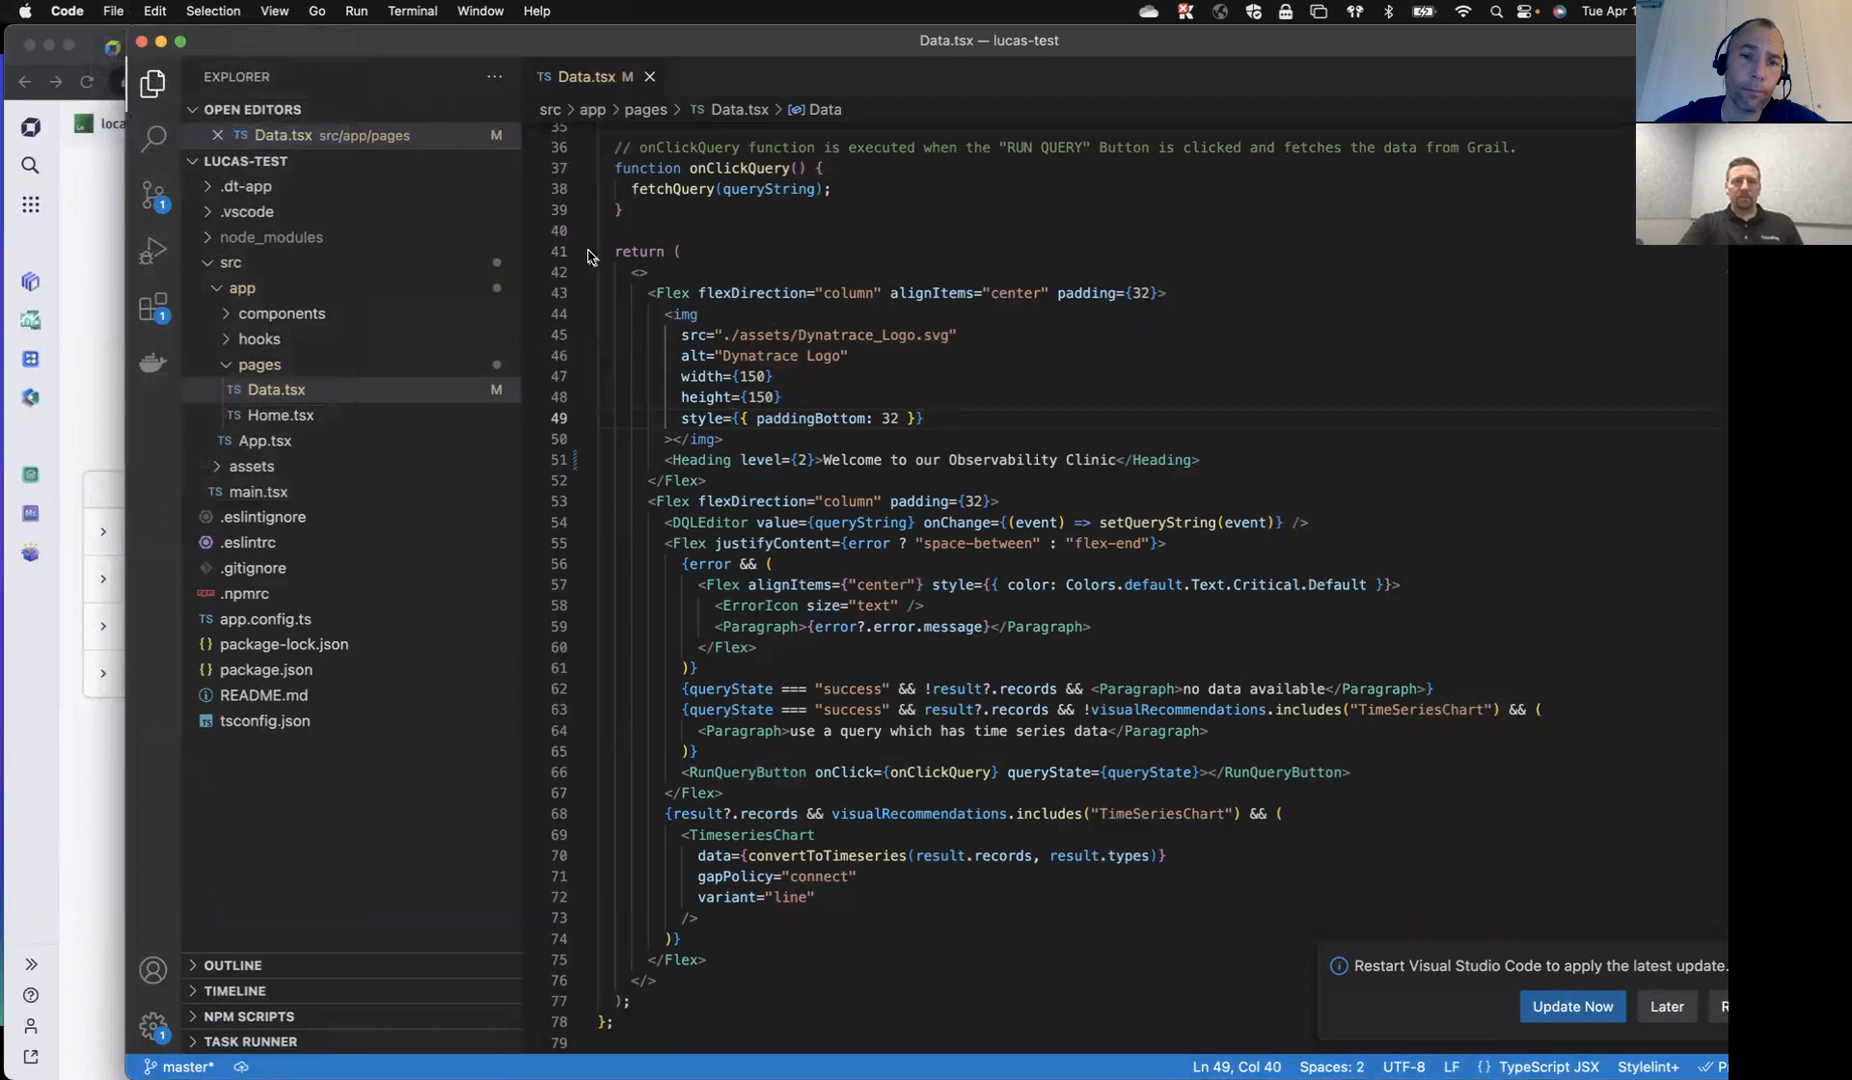 Code File Edit Selection View Go Run Terminal Window Help Tue Apr 1
Data.tsx — lucas-test
EXPLORER
OPEN EDITORS
TS Data.tsx src/app/pages M
LUCAS-TEST
.dt-app
.vscode
node_modules
src
app
components
hooks
pages
TS Data.tsx M
TS Home.tsx
TS App.tsx
assets
TS main.tsx
.eslintignore
.eslintrc
.gitignore
.npmrc
TS app.config.ts
{} package-lock.json
{} package.json
README.md
TS tsconfig.json
OUTLINE
TIMELINE
NPM SCRIPTS
TASK RUNNER
loca
TS Data.tsx M
src > app > pages > TS Data.tsx > Data
35
36 // onClickQuery function is executed when the "RUN QUERY" Button is clicked and fetches the data from Grail.
37 function onClickQuery() {
38 fetchQuery(queryString);
39 }
40
41 return (
42 <>
43 <Flex flexDirection="column" alignItems="center" padding={32}>
44 <img
45 src="./assets/Dynatrace_Logo.svg"
46 alt="Dynatrace Logo"
47 width={150}
48 height={150}
49 style={{ paddingBottom: 32 }}
50 ></img>
51 <Heading level={2}>Welcome to our Observability Clinic</Heading>
52 </Flex>
53 <Flex flexDirection="column" padding={32}>
54 <DQLEditor value={queryString} onChange={(event) => setQueryString(event)} />
55 <Flex justifyContent={error ? "space-between" : "flex-end"}>
56 {error && (
57 <Flex alignItems={"center"} style={{ color: Colors.default.Text.Critical.Default }}>
58 <ErrorIcon size="text" />
59 <Paragraph>{error?.error.message}</Paragraph>
60 </Flex>
61 )}
62 {queryState === "success" && !result?.records && <Paragraph>no data available</Paragraph>}
63 {queryState === "success" && result?.records && !visualRecommendations.includes("TimeSeriesChart") && (
64 <Paragraph>use a query which has time series data</Paragraph>
65 )}
66 <RunQueryButton onClick={onClickQuery} queryState={queryState}></RunQueryButton>
67 </Flex>
68 {result?.records && visualRecommendations.includes("TimeSeriesChart") && (
69 <TimeseriesChart
70 data={convertToTimeseries(result.records, result.types)}
71 gapPolicy="connect"
72 variant="line"
73 />
74 )}
75 </Flex>
76 </>
77 );
78 };
79
Restart Visual Studio Code to apply the latest update.
Update Now Later R
master* Ln 49, Col 40 Spaces: 2 UTF-8 LF {} TypeScript JSX Stylelint+ P
1
1
1